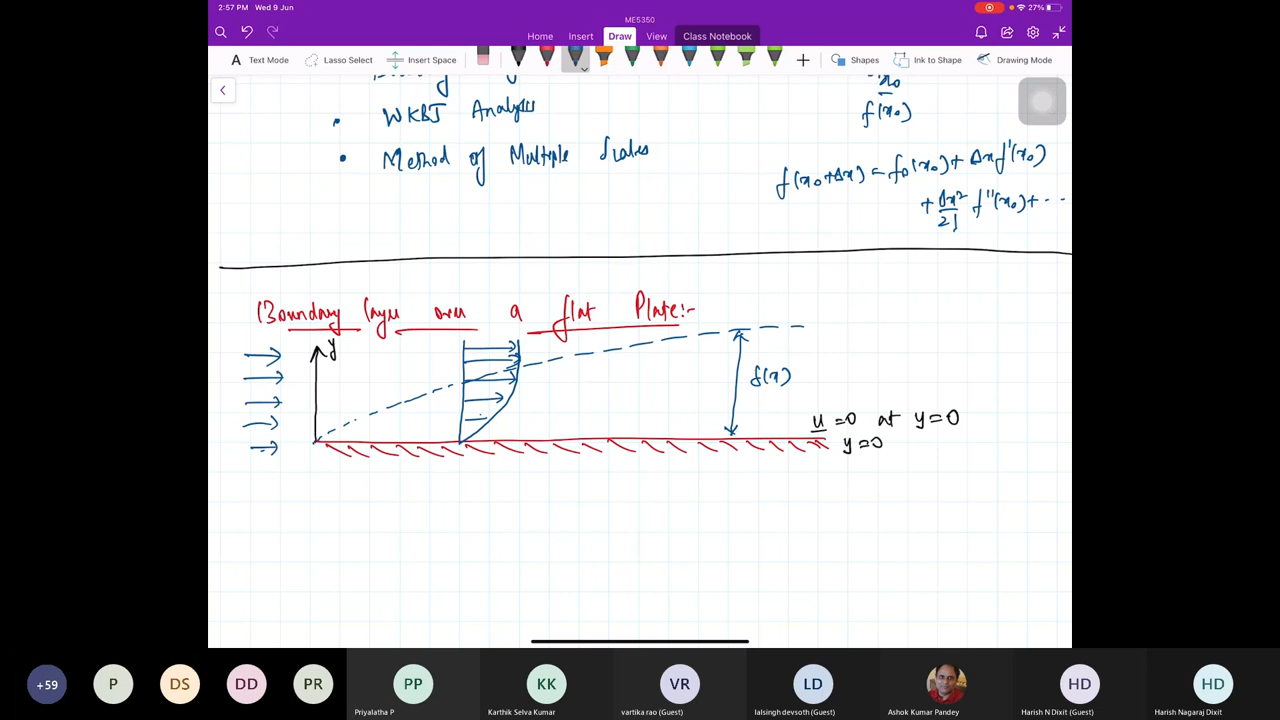 2:57 PM Wed 9 Jun
27%
ME5350
Home Insert Draw View Class Notebook
Text Mode Lasso Select Insert Space Shapes Ink to Shape Drawing Mode
x₀
f(x₀)
• WKBJ Analysis
• Method of Multiple Scales
f(x₀+Δx) = f₀(x₀) + Δx f'(x₀)
+ Δx²/2! f''(x₀) + ...
Boundary layer over a flat Plate:-
y
δ(x)
u = 0 at y = 0
y = 0
+59 P DS DD PR PP KK VR LD HD HD
Priyalatha P
Karthik Selva Kumar
vartika rao (Guest)
lalsingh devsoth (Guest)
Ashok Kumar Pandey
Harish N Dixit (Guest)
Harish Nagaraj Dixit